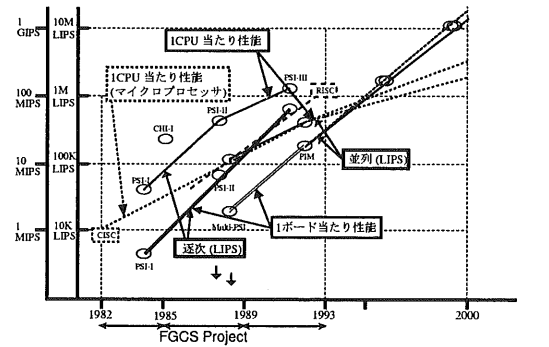 1 GIPS
10M LIPS
1CPU 当たり性能
1CPU 当たり性能
(マイクロプロセッサ)
PSI-III
RISC
100 MIPS
1M LIPS
PSI-II
CHI-I
並列 (LIPS)
PIM
10 MIPS
100K LIPS
PSI-I
PSI-II
Multi-PSI
1ボード当たり性能
1 MIPS
10K LIPS
CISC
逐次 (LIPS)
PSI-I
1982
1985
1989
1993
2000
FGCS Project